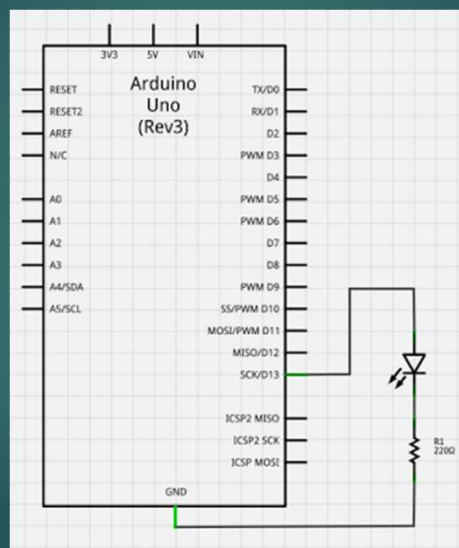 3V3 5V VIN
Arduino
Uno
(Rev3)
RESET
RESET2
AREF
N/C
A0
A1
A2
A3
A4/SDA
A5/SCL
TX/D0
RX/D1
D2
PWM D3
D4
PWM D5
PWM D6
D7
D8
PWM D9
SS/PWM D10
MOSI/PWM D11
MISO/D12
SCK/D13
ICSP2 MISO
ICSP2 SCK
ICSP MOSI
GND
R1
220Ω